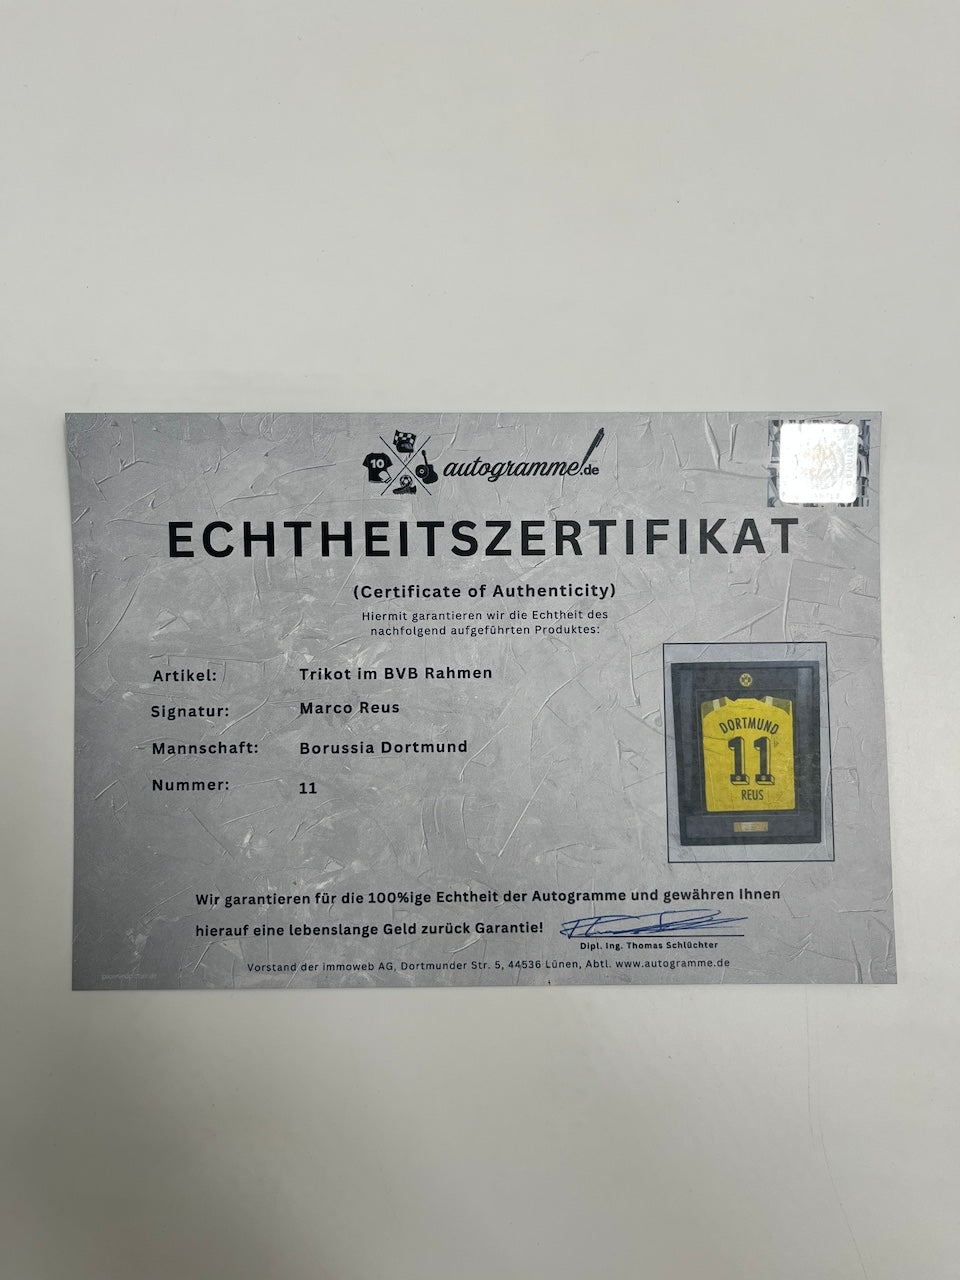 10
autogramme!.de
ECHTHEITSZERTIFIKAT
(Certificate of Authenticity)
Hiermit garantieren wir die Echtheit des
nachfolgend aufgeführten Produktes:
Artikel: Trikot im BVB Rahmen
Signatur: Marco Reus
Mannschaft: Borussia Dortmund
Nummer: 11
DORTMUND
11
REUS
Wir garantieren für die 100%ige Echtheit der Autogramme und gewähren Ihnen
hierauf eine lebenslange Geld zurück Garantie!
Dipl. Ing. Thomas Schlüchter
Vorstand der immoweb AG, Dortmunder Str. 5, 44536 Lünen, Abtl. www.autogramme.de